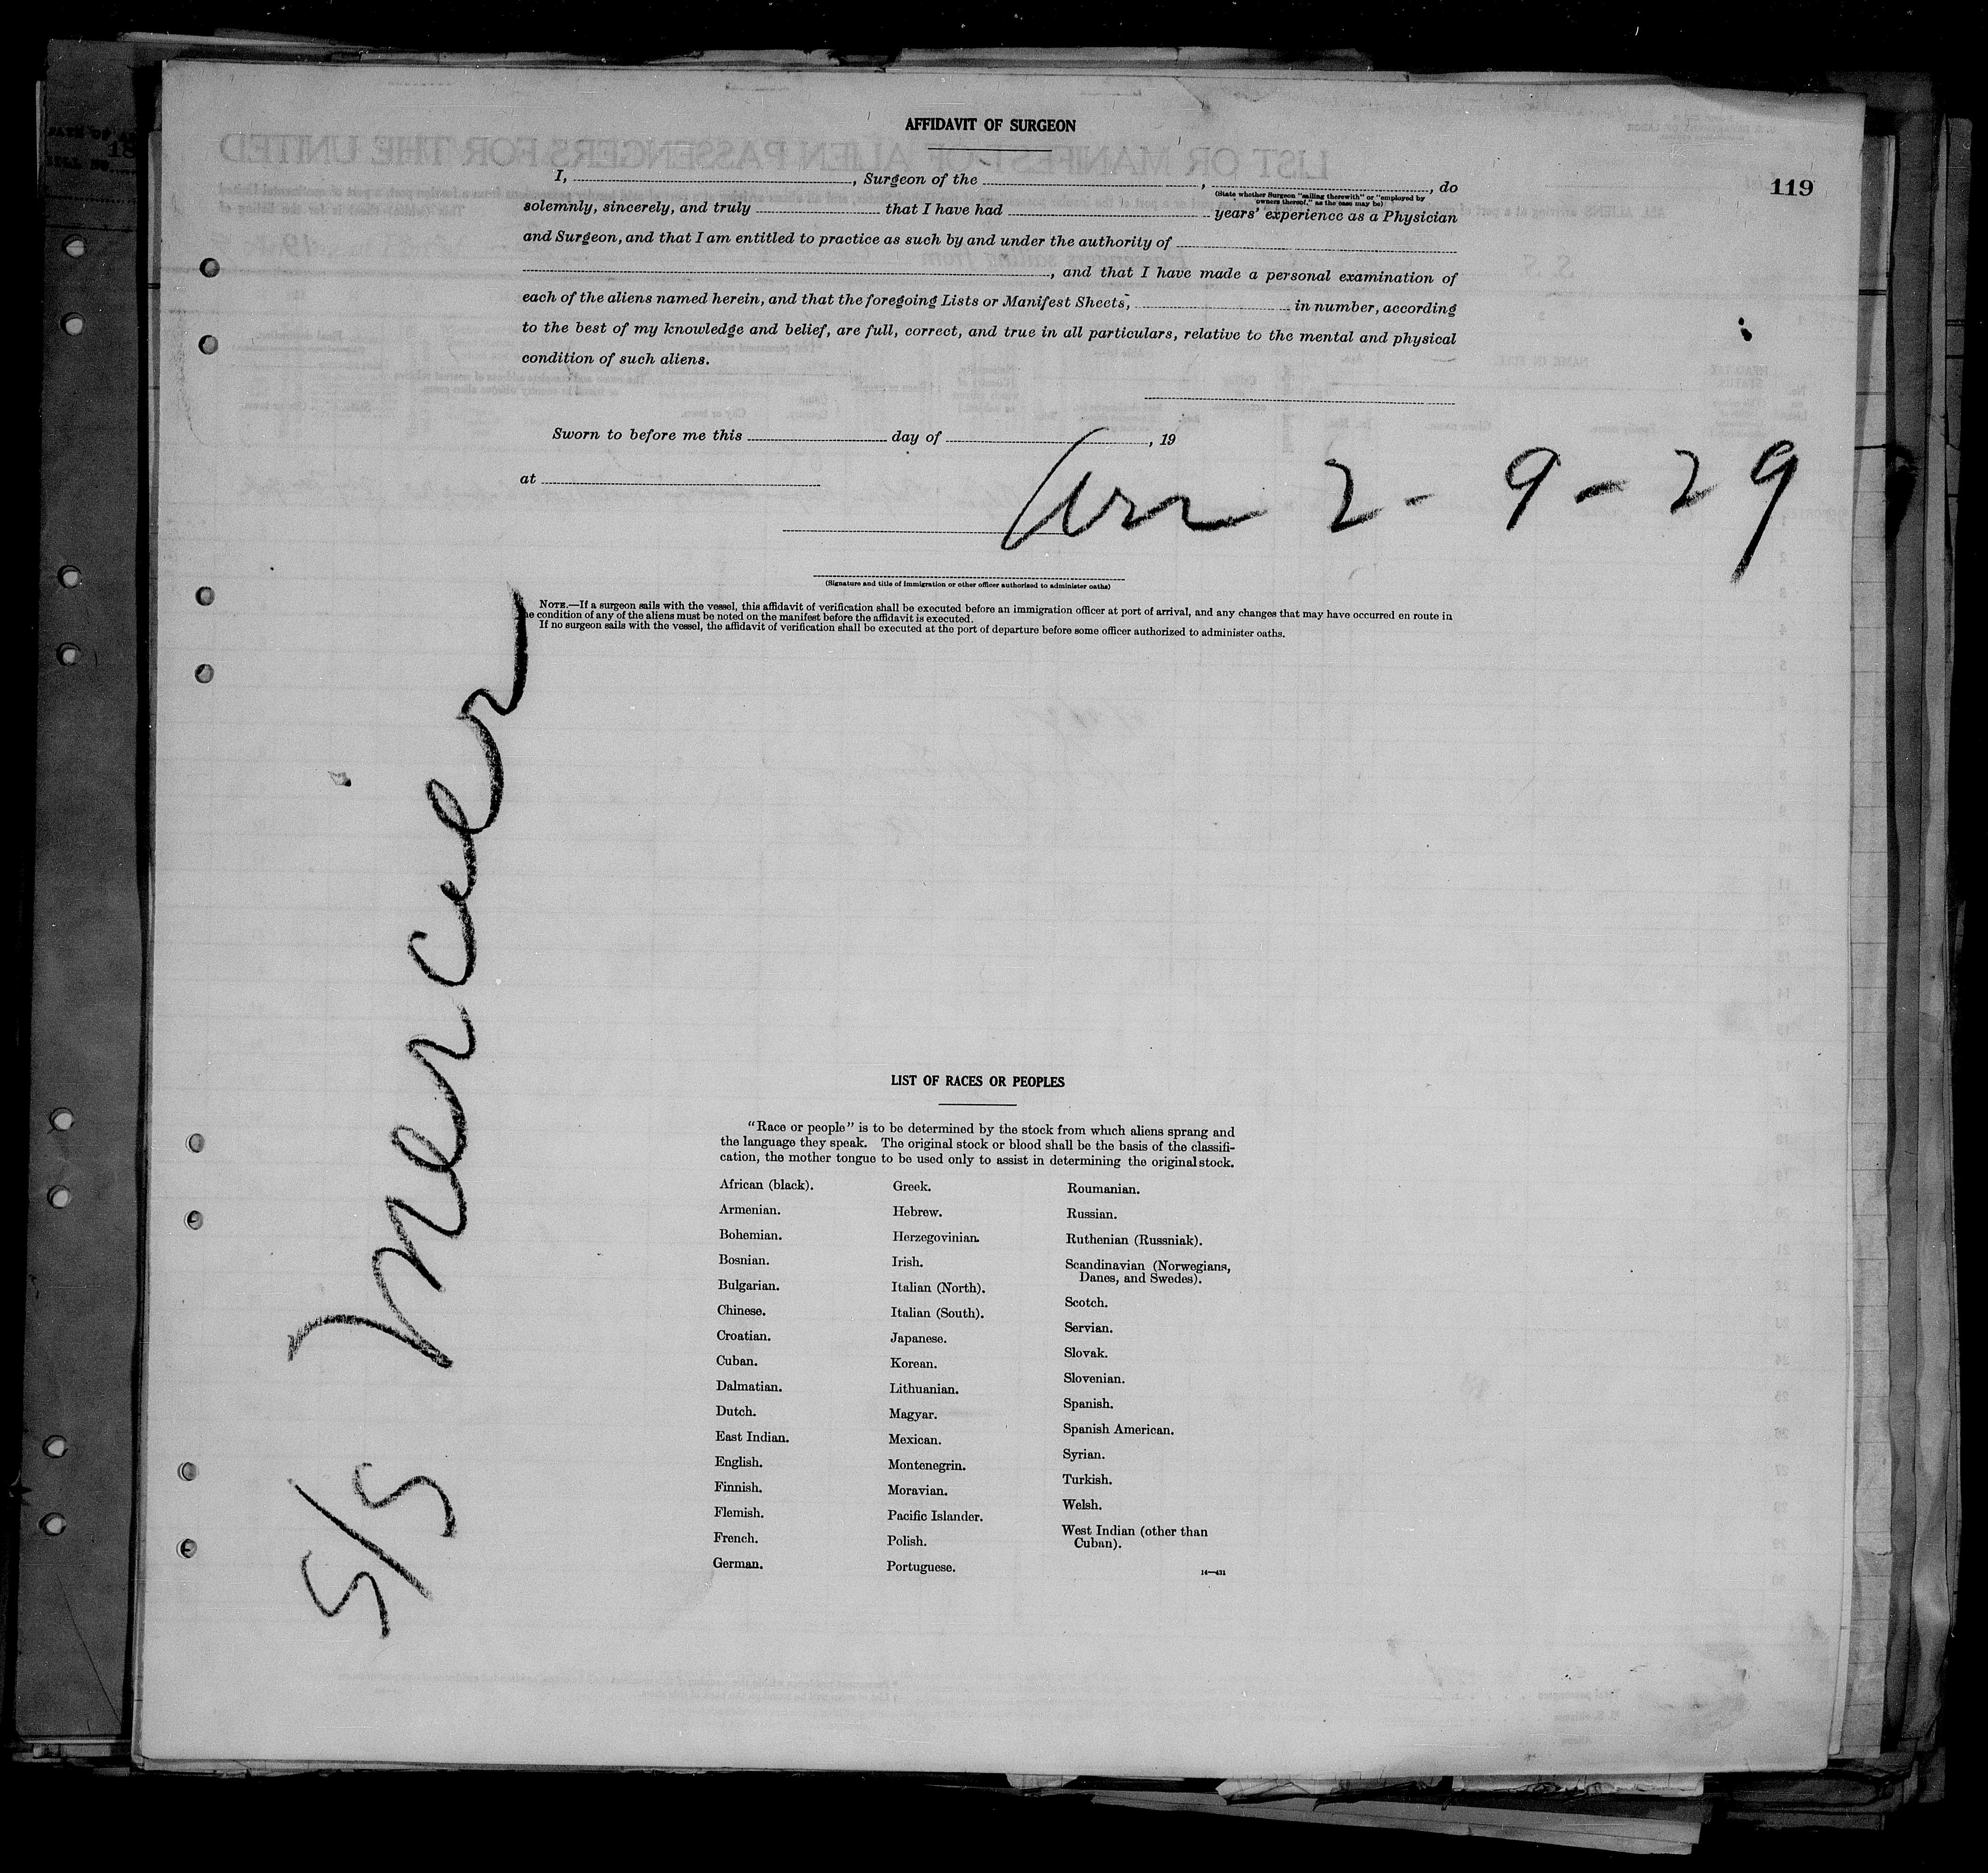 AFFIDAVIT OF SURGEON
119
I, , Surgeon of the , , do
(State whether Surgeon "sailing therewith" or "employed by
owners thereof," as the case may be)
solemnly, sincerely, and truly that I have had years' experience as a Physician
and Surgeon, and that I am entitled to practice as such by and under the authority of
, and that I have made a personal examination of
each of the aliens named herein, and that the foregoing Lists or Manifest Sheets, in number, according
to the best of my knowledge and belief, are full, correct, and true in all particulars, relative to the mental and physical
condition of such aliens.
Sworn to before me this day of , 19
at
Arr 2-9-29
(Signature and title of Immigration or other officer authorized to administer oaths)
NOTE.—If a surgeon sails with the vessel, this affidavit of verification shall be executed before an immigration officer at port of arrival, and any changes that may have occurred en route in
he condition of any of the aliens must be noted on the manifest before the affidavit is executed.
If no surgeon sails with the vessel, the affidavit of verification shall be executed at the port of departure before some officer authorized to administer oaths.
S/S Mercier
LIST OF RACES OR PEOPLES
"Race or people" is to be determined by the stock from which aliens sprang and
the language they speak. The original stock or blood shall be the basis of the classifi-
cation, the mother tongue to be used only to assist in determining the original stock.
African (black).
Armenian.
Bohemian.
Bosnian.
Bulgarian.
Chinese.
Croatian.
Cuban.
Dalmatian.
Dutch.
East Indian.
English.
Finnish.
Flemish.
French.
German.
Greek.
Hebrew.
Herzegovinian.
Irish.
Italian (North).
Italian (South).
Japanese.
Korean.
Lithuanian.
Magyar.
Mexican.
Montenegrin.
Moravian.
Pacific Islander.
Polish.
Portuguese.
Roumanian.
Russian.
Ruthenian (Russniak).
Scandinavian (Norwegians,
Danes, and Swedes).
Scotch.
Servian.
Slovak.
Slovenian.
Spanish.
Spanish American.
Syrian.
Turkish.
Welsh.
West Indian (other than
Cuban).
14—431